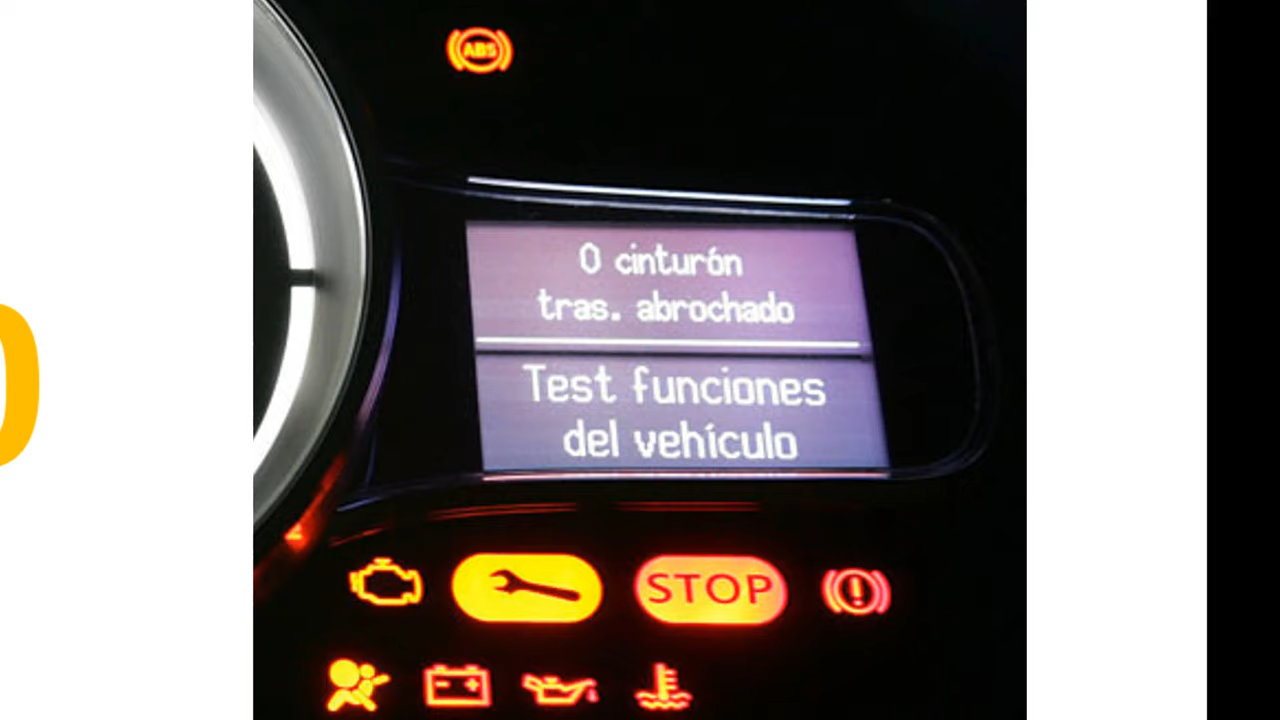 ABS
0 cinturón
tras. abrochado
Test funciones
del vehículo
STOP